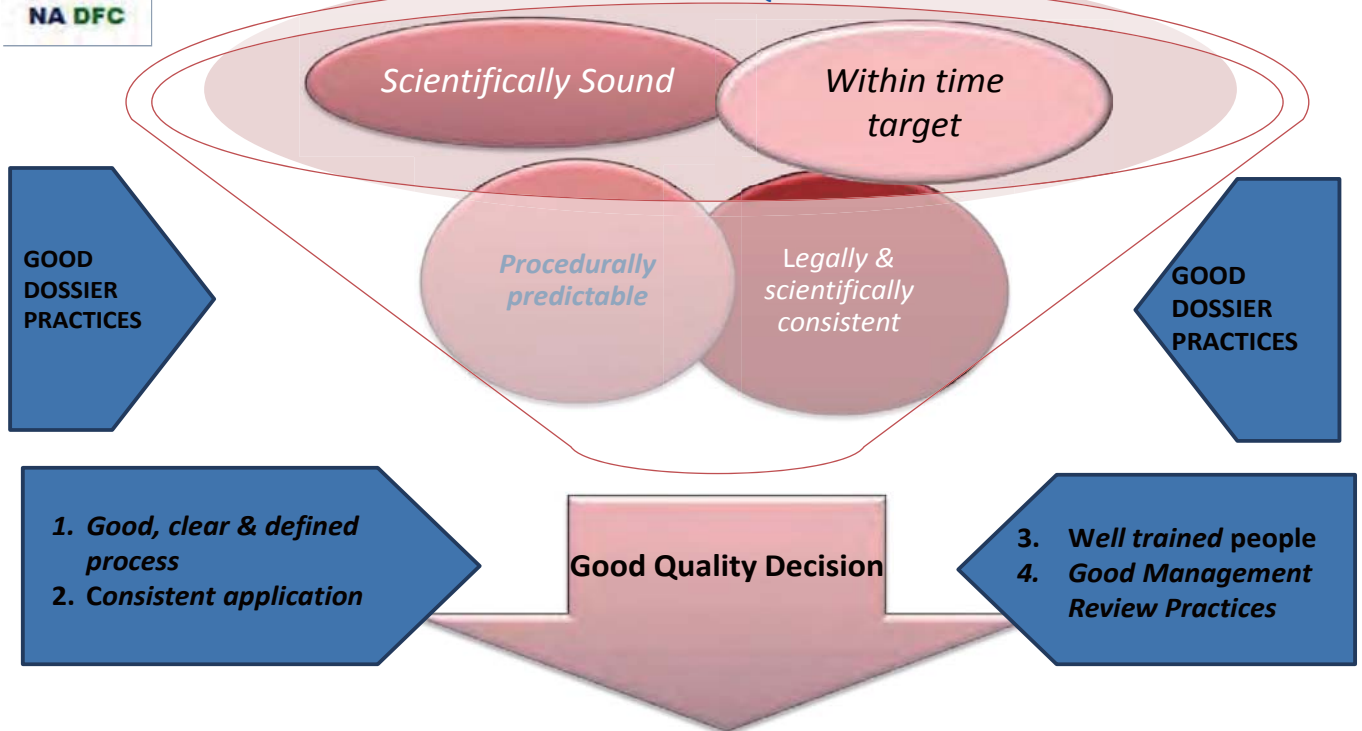 NA DFC
Scientifically Sound
Within time
target
Procedurally
predictable
Legally &
scientifically
consistent
GOOD
DOSSIER
PRACTICES
GOOD
DOSSIER
PRACTICES
1. Good, clear & defined
process
2. Consistent application
Good Quality Decision
3. Well trained people
4. Good Management
Review Practices